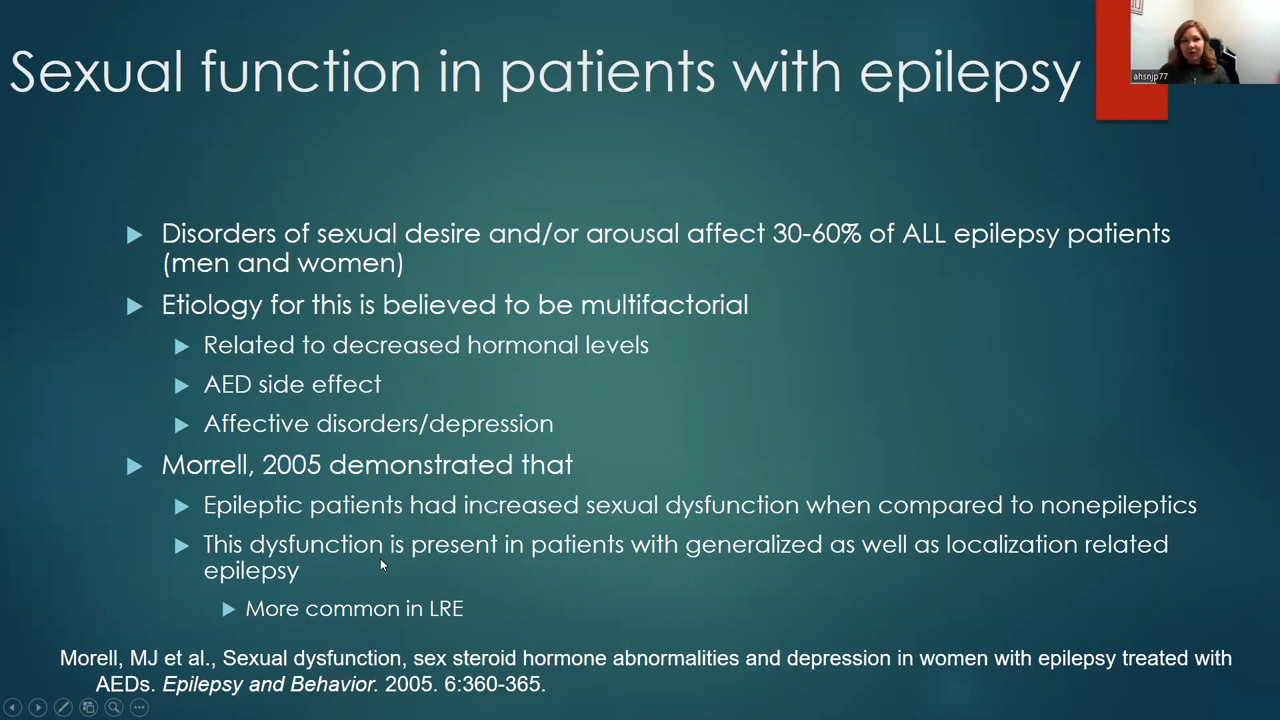 Sexual function in patients with epilepsy
ahsnjp77
Disorders of sexual desire and/or arousal affect 30-60% of ALL epilepsy patients
(men and women)
Etiology for this is believed to be multifactorial
Related to decreased hormonal levels
AED side effect
Affective disorders/depression
Morrell, 2005 demonstrated that
Epileptic patients had increased sexual dysfunction when compared to nonepileptics
This dysfunction is present in patients with generalized as well as localization related
epilepsy
More common in LRE
Morell, MJ et al., Sexual dysfunction, sex steroid hormone abnormalities and depression in women with epilepsy treated with
AEDs. Epilepsy and Behavior. 2005. 6:360-365.